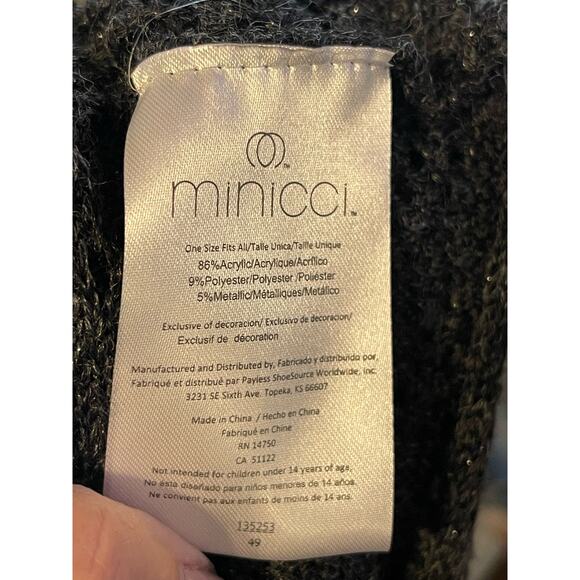 minicci™
One Size Fits All/Talle Unica/Taille Unique
86%Acrylic/Acrylique/Acrílico
9%Polyester/Polyester /Poliéster
5%Metallic/Métalliques/Metálico
Exclusive of decoracion/ Exclusivo de decoracion/
Exclusif de décoration
Manufactured and Distributed by, Fabricado y distribuido por,
Fabriqué et distribué par Payless ShoeSource Worldwide, Inc.
3231 SE Sixth Ave. Topeka, KS 66607
Made in China / Hecho en China
Fabriqué en Chine
RN 14750
CA 51122
Not intended for children under 14 years of age.
No esta diseñado para niños menores de 14 años.
Ne convient pas aux enfants de moins de 14 ans.
135253
49